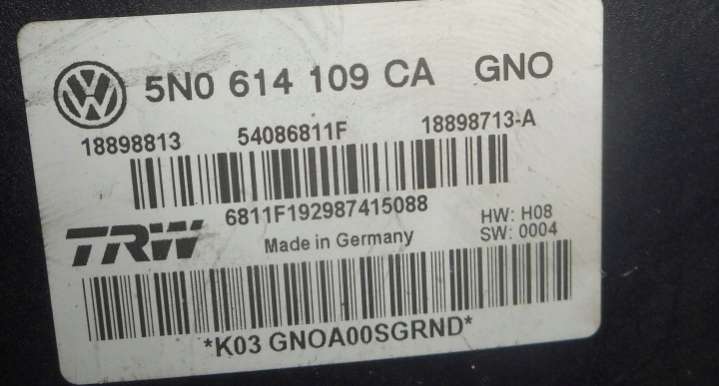 5N0 614 109 CA GNO
18898813 54086811F 18898713-A
6811F192987415088
TRW Made in Germany HW: H08
SW: 0004
*K03 GNOA00SGRND*